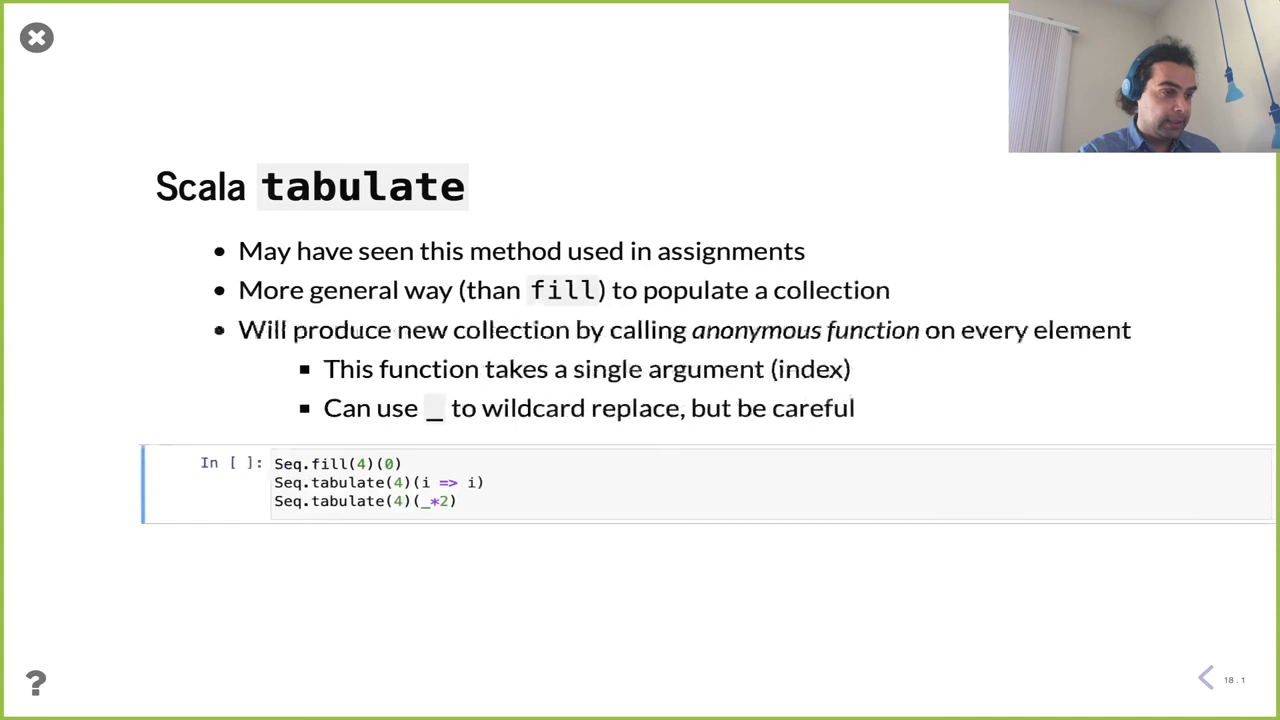 Scala tabulate
• May have seen this method used in assignments
• More general way (than fill) to populate a collection
• Will produce new collection by calling anonymous function on every element
▪ This function takes a single argument (index)
▪ Can use _ to wildcard replace, but be careful
In [ ]: Seq.fill(4)(0)
Seq.tabulate(4)(i => i)
Seq.tabulate(4)(_*2)
?
18.1